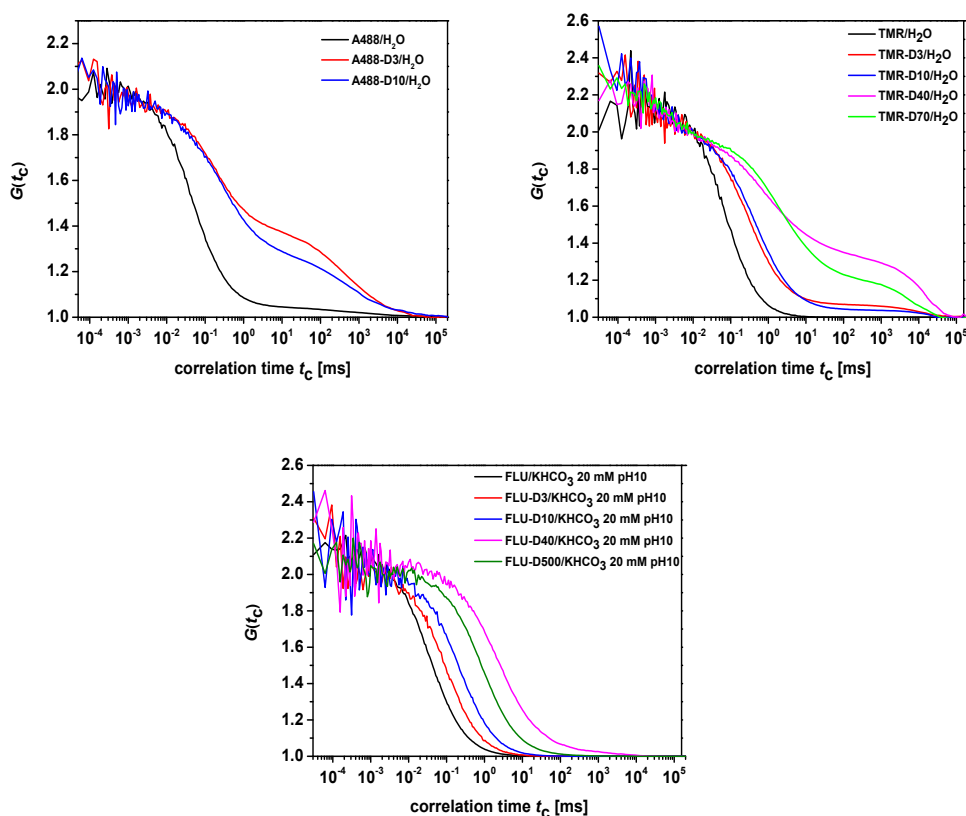 A488/H₂O
A488-D3/H₂O
A488-D10/H₂O
2.2
2.0
1.8
1.6
1.4
1.2
1.0
G(tC)
10⁻⁴ 10⁻³ 10⁻² 10⁻¹ 10⁰ 10¹ 10² 10³ 10⁴ 10⁵
correlation time tC [ms]
TMR/H₂O
TMR-D3/H₂O
TMR-D10/H₂O
TMR-D40/H₂O
TMR-D70/H₂O
2.6
2.4
2.2
2.0
1.8
1.6
1.4
1.2
1.0
G(tC)
10⁻⁴ 10⁻³ 10⁻² 10⁻¹ 10⁰ 10¹ 10² 10³ 10⁴ 10⁵
correlation time tC [ms]
FLU/KHCO₃ 20 mM pH10
FLU-D3/KHCO₃ 20 mM pH10
FLU-D10/KHCO₃ 20 mM pH10
FLU-D40/KHCO₃ 20 mM pH10
FLU-D500/KHCO₃ 20 mM pH10
2.6
2.4
2.2
2.0
1.8
1.6
1.4
1.2
1.0
G(tC)
10⁻⁴ 10⁻³ 10⁻² 10⁻¹ 10⁰ 10¹ 10² 10³ 10⁴ 10⁵
correlation time tC [ms]